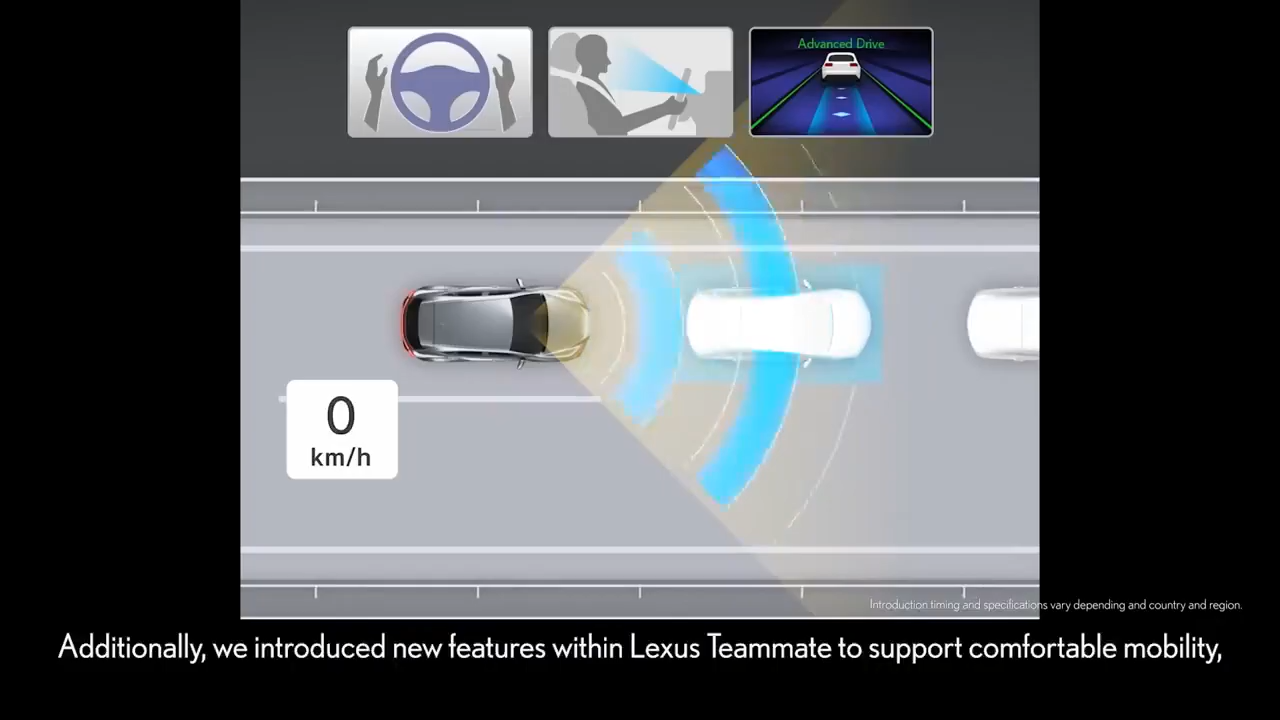 Advanced Drive
0
km/h
Introduction timing and specifications vary depending and country and region.
Additionally, we introduced new features within Lexus Teammate to support comfortable mobility,